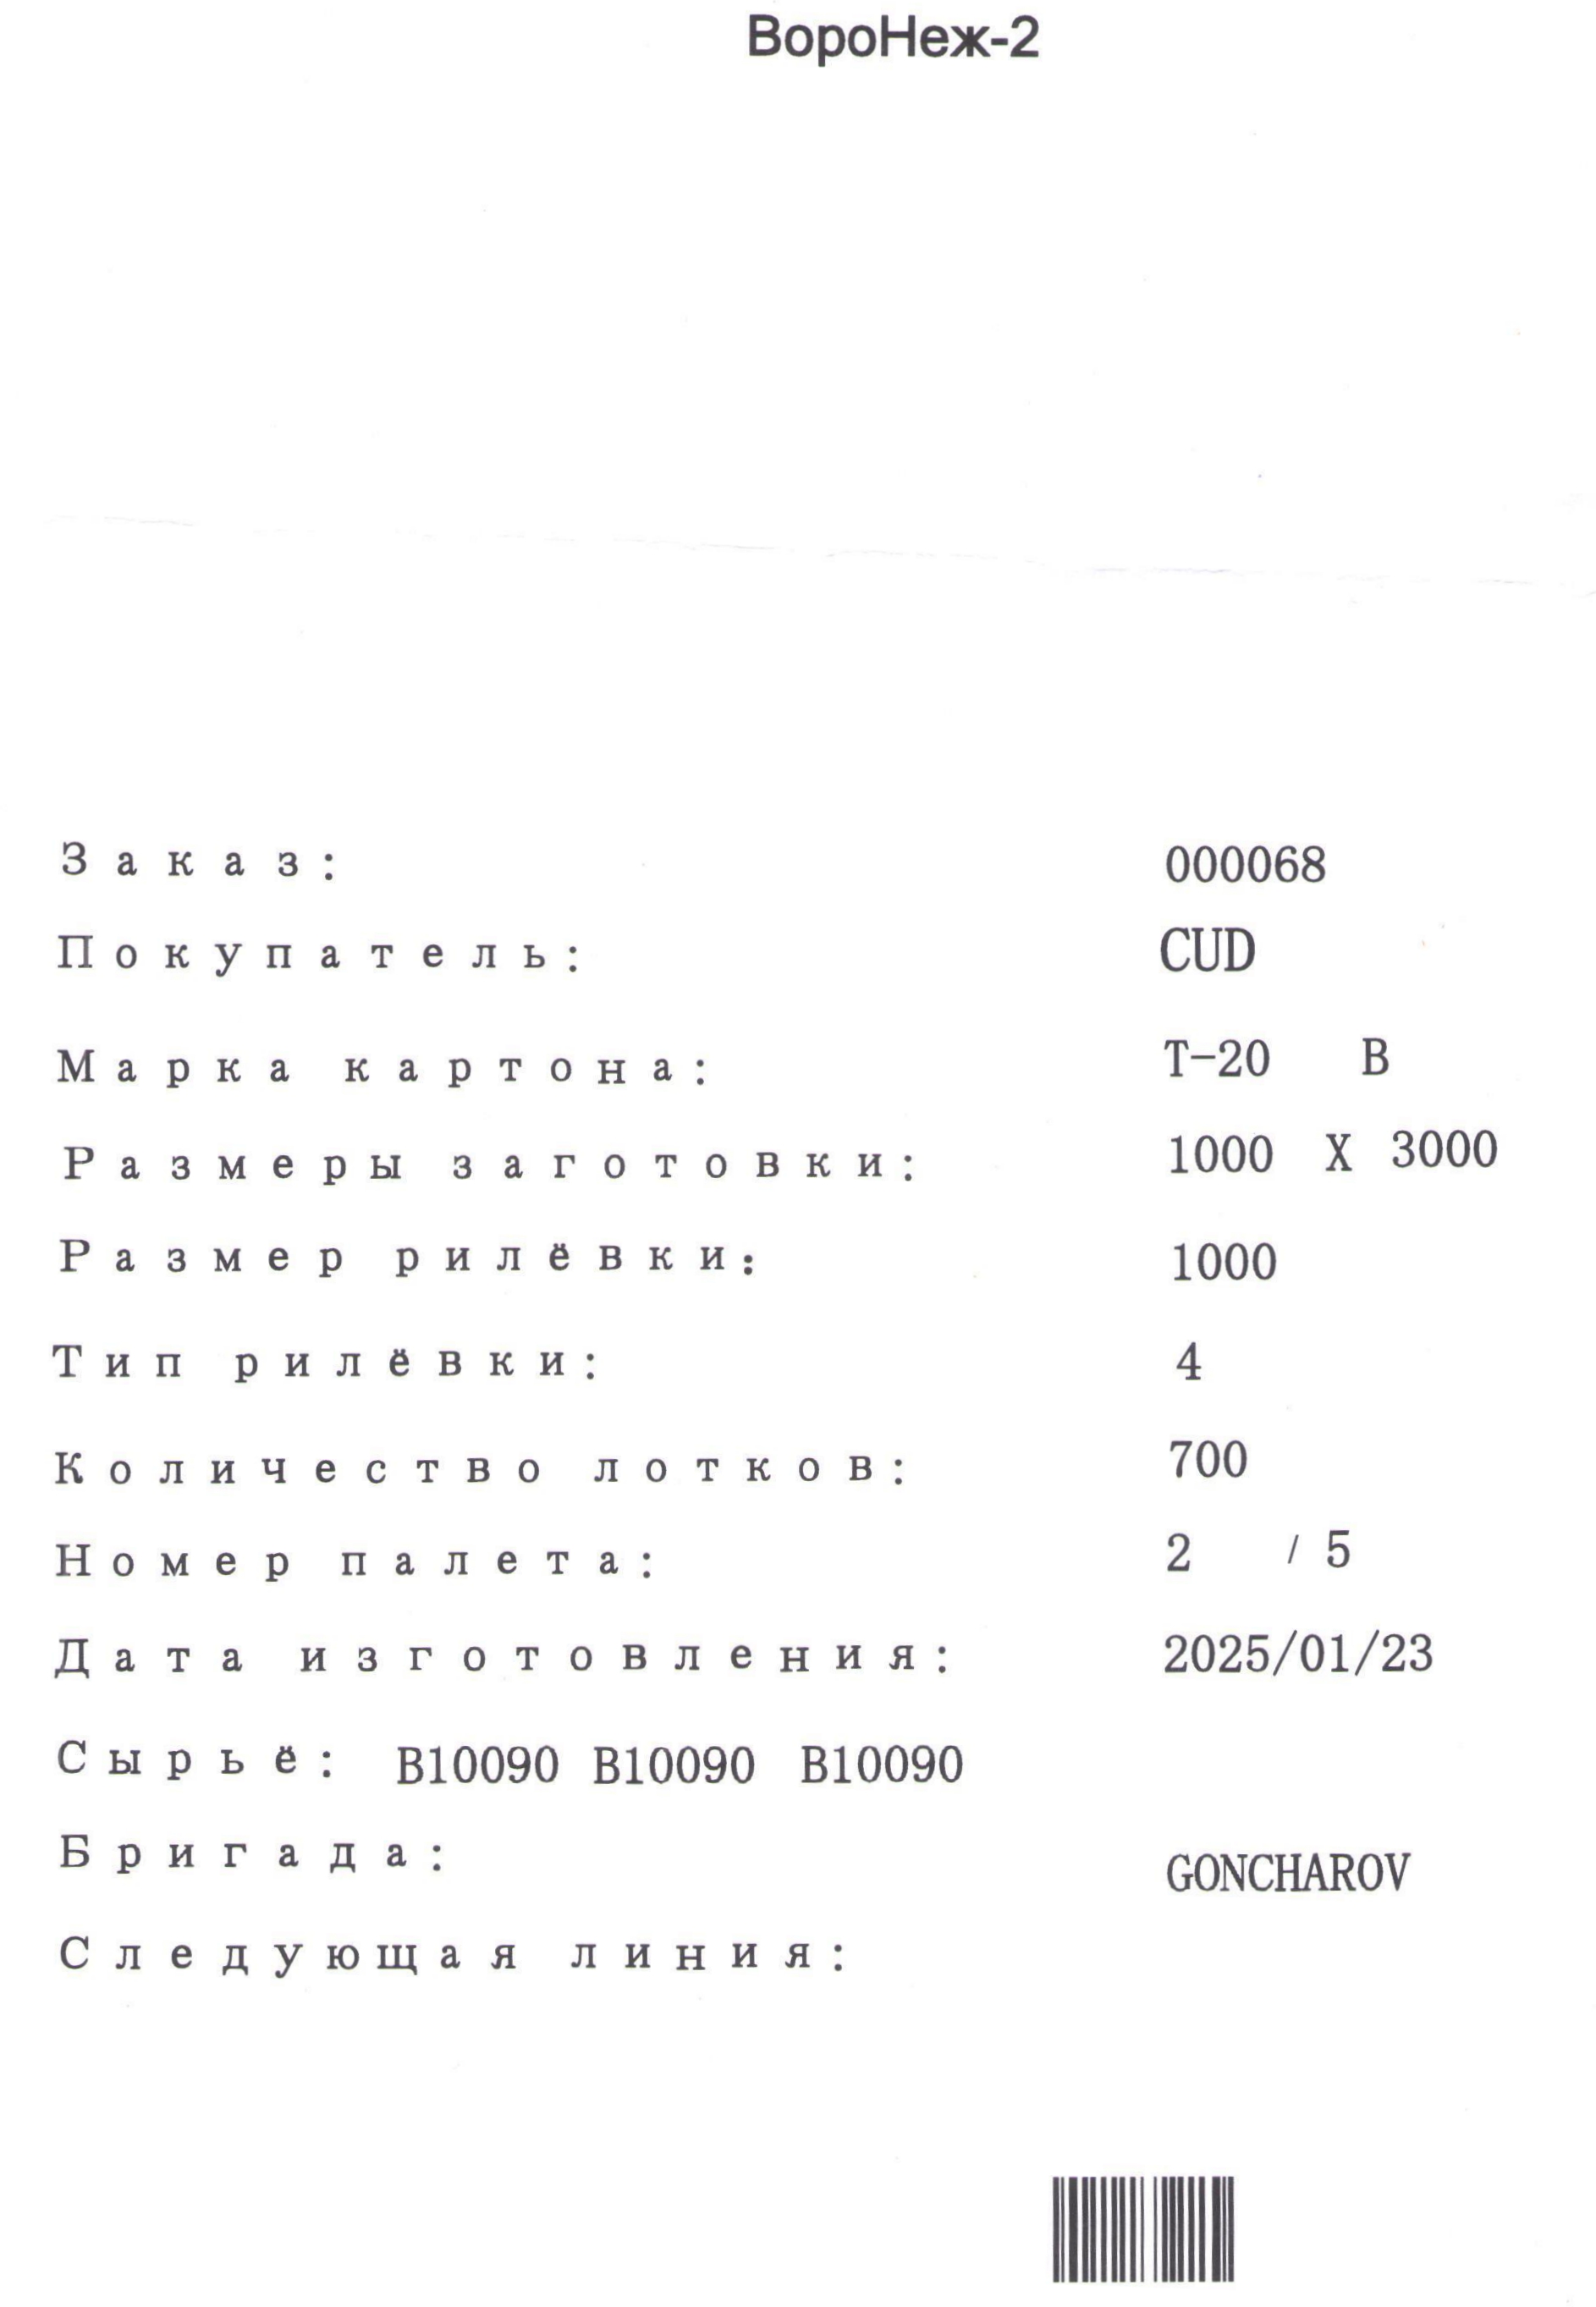 ВороНеж-2
Заказ: 000068
Покупатель: CUD
Марка картона: Т-20 В
Размеры заготовки: 1000 X 3000
Размер рилёвки: 1000
Тип рилёвки: 4
Количество лотков: 700
Номер палета: 2 / 5
Дата изготовления: 2025/01/23
Сырьё: B10090 B10090 B10090
Бригада: GONCHAROV
Следующая линия: